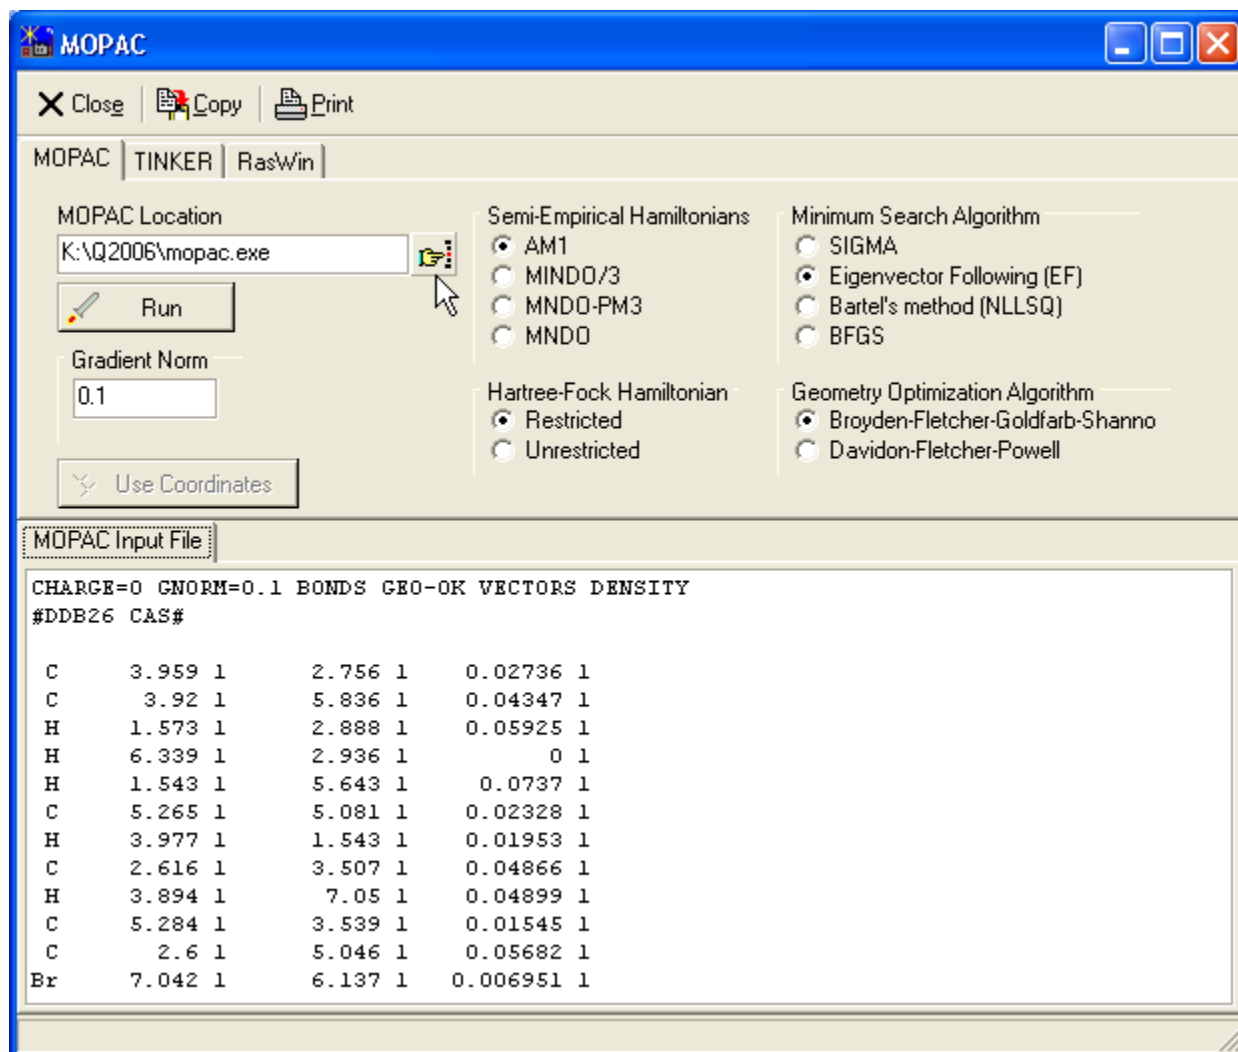 MOPAC
Close Copy Print
MOPAC TINKER RasWin
MOPAC Location
K:\Q2006\mopac.exe
Run
Gradient Norm
0.1
Use Coordinates
Semi-Empirical Hamiltonians
AM1
MINDO/3
MNDO-PM3
MNDO
Hartree-Fock Hamiltonian
Restricted
Unrestricted
Minimum Search Algorithm
SIGMA
Eigenvector Following (EF)
Bartel's method (NLLSQ)
BFGS
Geometry Optimization Algorithm
Broyden-Fletcher-Goldfarb-Shanno
Davidon-Fletcher-Powell
MOPAC Input File
CHARGE=0 GNORM=0.1 BONDS GEO-OK VECTORS DENSITY
#DDB26 CAS#
C 3.959 1 2.756 1 0.02736 1
C 3.92 1 5.836 1 0.04347 1
H 1.573 1 2.888 1 0.05925 1
H 6.339 1 2.936 1 0 1
H 1.543 1 5.643 1 0.0737 1
C 5.265 1 5.081 1 0.02328 1
H 3.977 1 1.543 1 0.01953 1
C 2.616 1 3.507 1 0.04866 1
H 3.894 1 7.05 1 0.04899 1
C 5.284 1 3.539 1 0.01545 1
C 2.6 1 5.046 1 0.05682 1
Br 7.042 1 6.137 1 0.006951 1